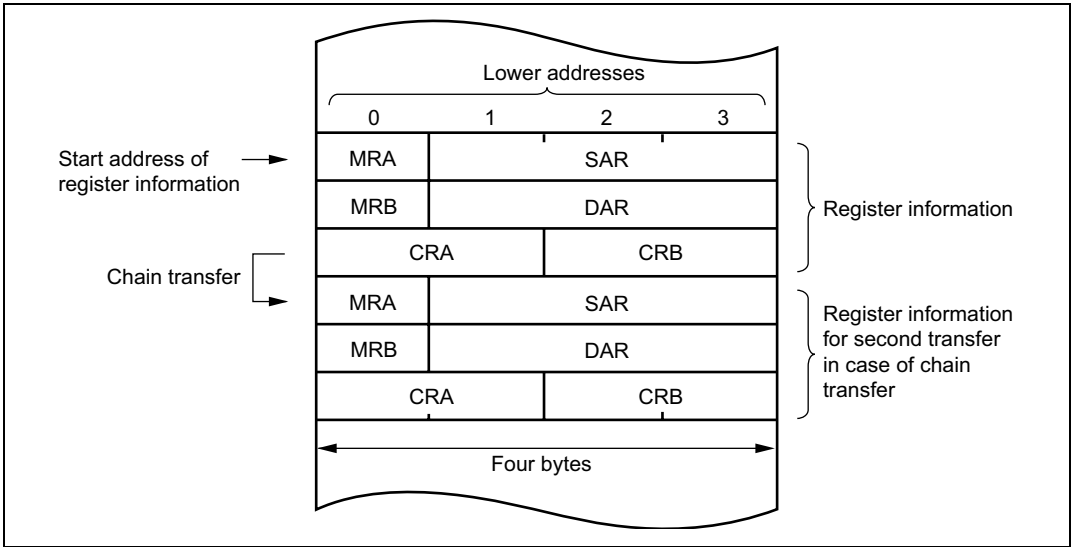 Lower addresses
0 1 2 3
Start address of
register information
MRA SAR
MRB DAR
CRA CRB
Register information
Chain transfer
MRA SAR
MRB DAR
CRA CRB
Register information
for second transfer
in case of chain
transfer
Four bytes